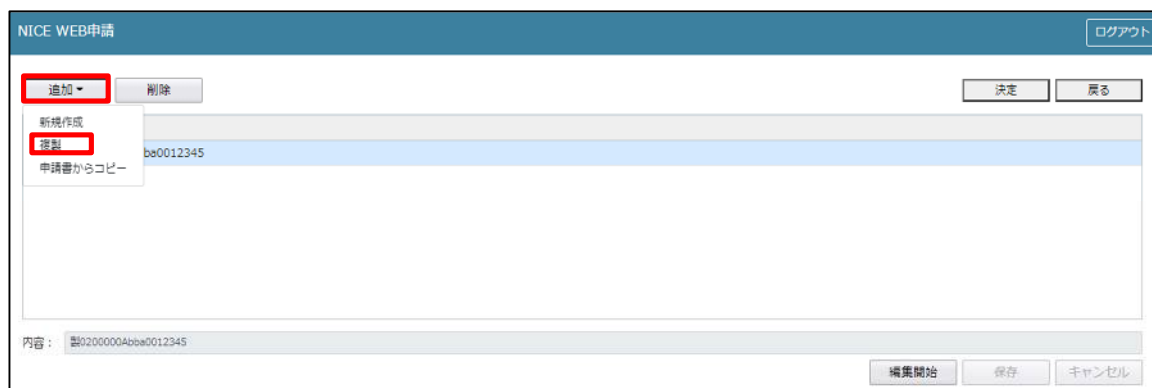 NICE WEB申請
ログアウト
追加 削除 決定 戻る
新規作成
複製
ba0012345
申請書からコピー
内容： 製0200000Abba0012345
編集開始 保存 キャンセル